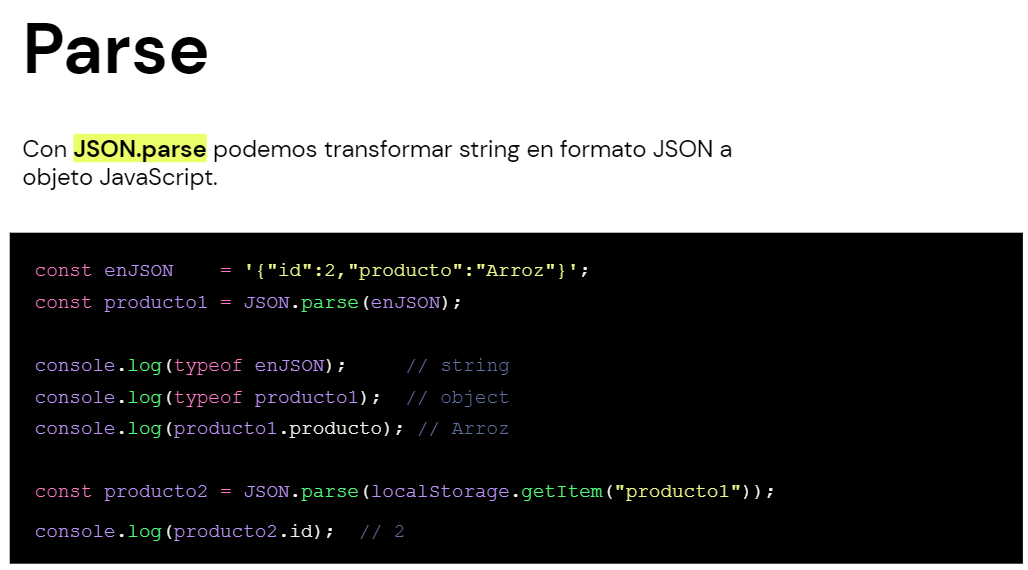 Parse
Con JSON.parse podemos transformar string en formato JSON a
objeto JavaScript.
const enJSON    = '{"id":2,"producto":"Arroz"}';
const producto1 = JSON.parse(enJSON);
console.log(typeof enJSON);     // string
console.log(typeof producto1);  // object
console.log(producto1.producto); // Arroz
const producto2 = JSON.parse(localStorage.getItem("producto1"));
console.log(producto2.id);  // 2